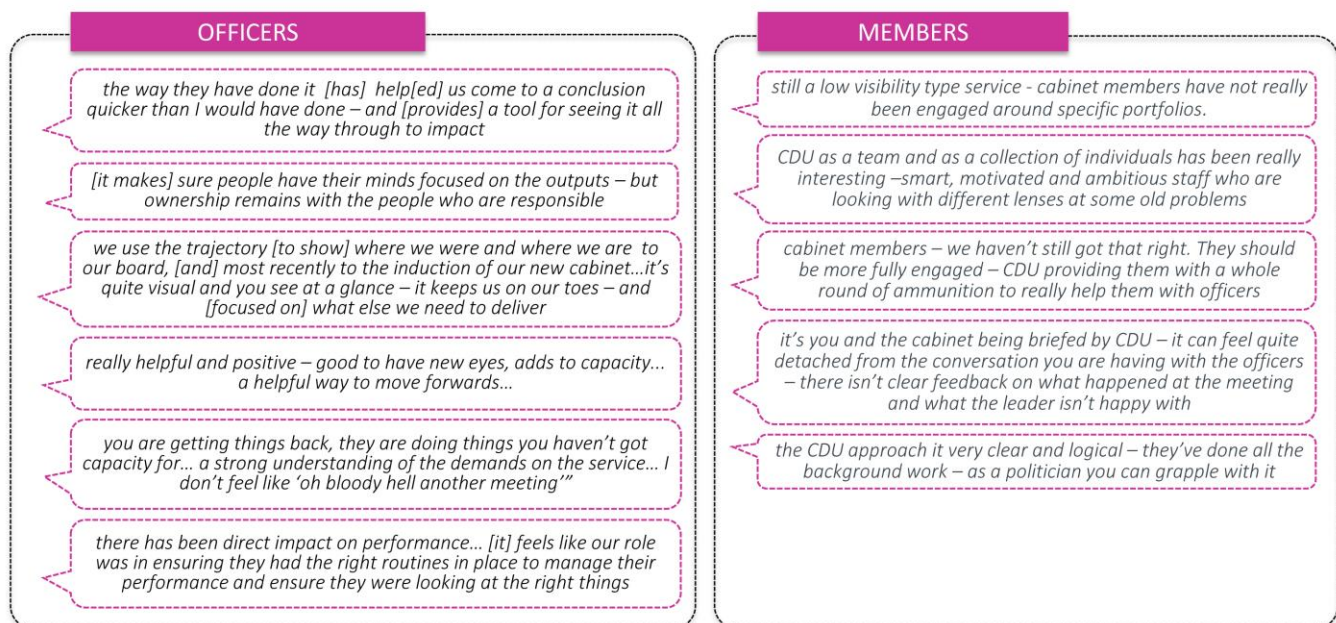 OFFICERS
the way they have done it [has] help[ed] us come to a conclusion
quicker than I would have done – and [provides] a tool for seeing it all
the way through to impact
[it makes] sure people have their minds focused on the outputs – but
ownership remains with the people who are responsible
we use the trajectory [to show] where we were and where we are to
our board, [and] most recently to the induction of our new cabinet…it's
quite visual and you see at a glance – it keeps us on our toes – and
[focused on] what else we need to deliver
really helpful and positive – good to have new eyes, adds to capacity…
a helpful way to move forwards…
you are getting things back, they are doing things you haven't got
capacity for… a strong understanding of the demands on the service… I
don't feel like 'oh bloody hell another meeting'"
there has been direct impact on performance… [it] feels like our role
was in ensuring they had the right routines in place to manage their
performance and ensure they were looking at the right things
MEMBERS
still a low visibility type service - cabinet members have not really
been engaged around specific portfolios.
CDU as a team and as a collection of individuals has been really
interesting –smart, motivated and ambitious staff who are
looking with different lenses at some old problems
cabinet members – we haven't still got that right. They should
be more fully engaged – CDU providing them with a whole
round of ammunition to really help them with officers
it's you and the cabinet being briefed by CDU – it can feel quite
detached from the conversation you are having with the officers
– there isn't clear feedback on what happened at the meeting
and what the leader isn't happy with
the CDU approach it very clear and logical – they've done all the
background work – as a politician you can grapple with it